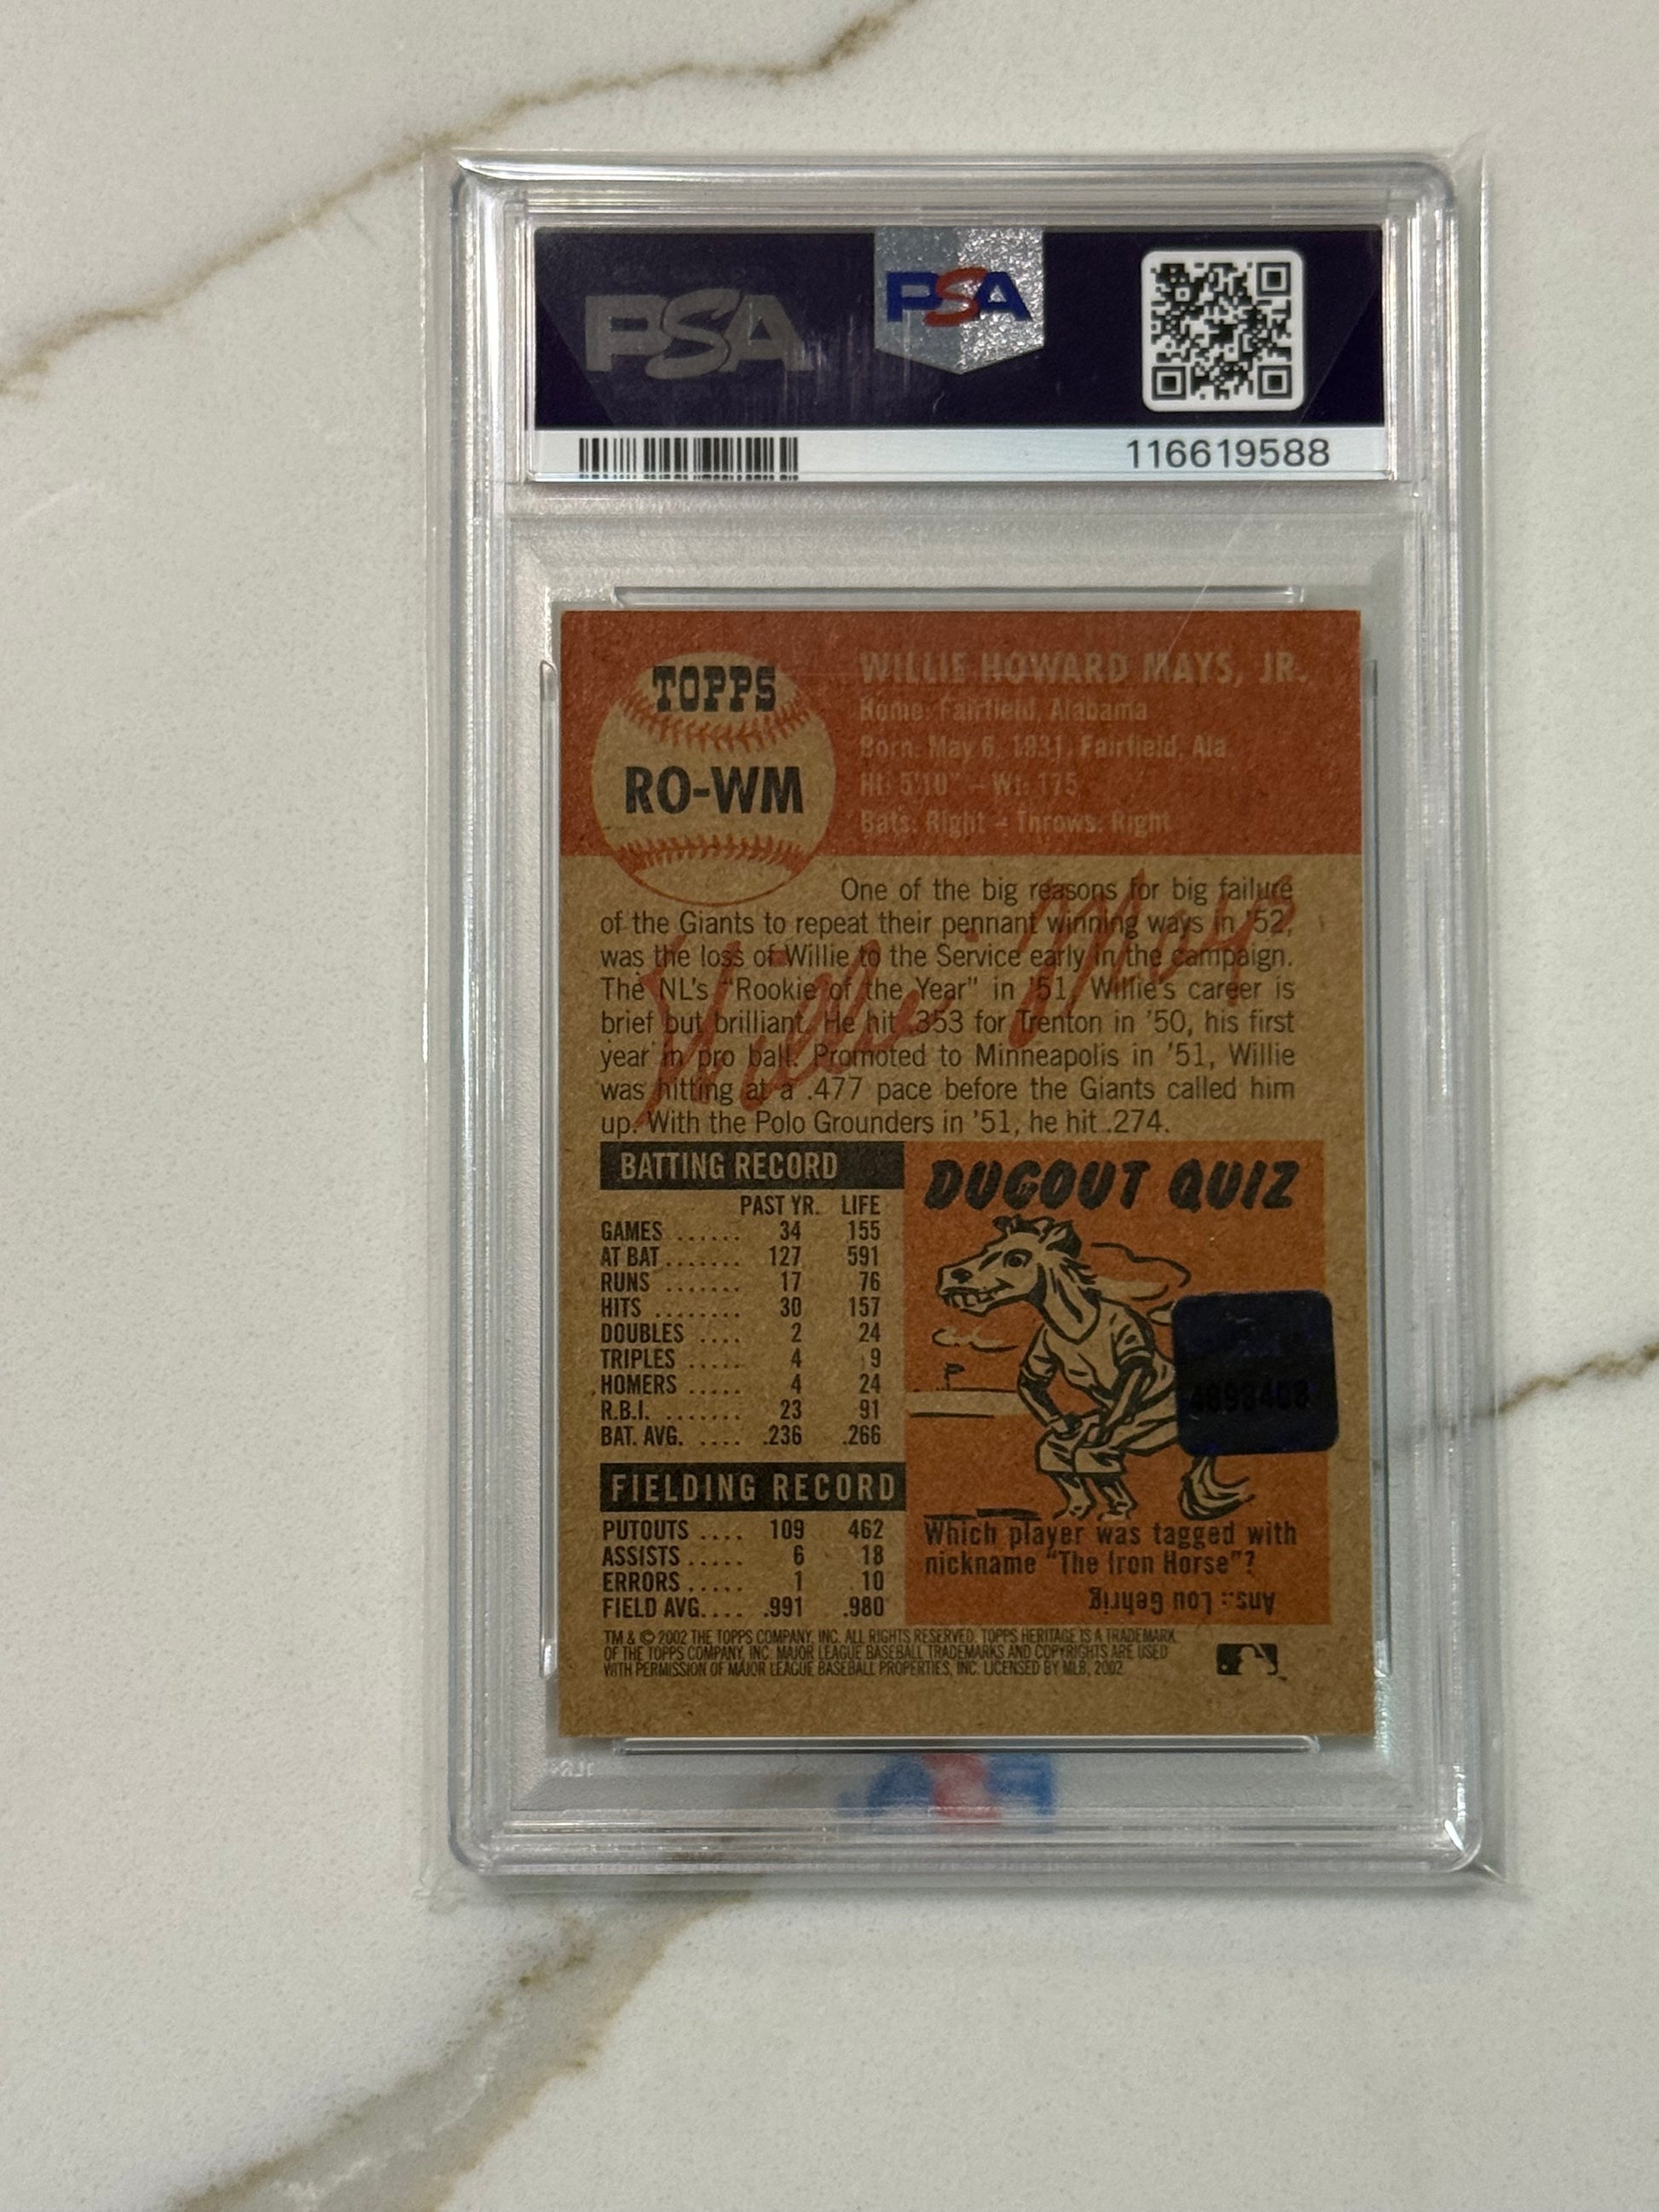 PSA
PSA
116619588
TOPPS
RO-WM
WILLIE HOWARD MAYS, JR.
Home: Fairfield, Alabama
Born: May 6, 1931, Fairfield, Ala.
Ht: 5'10" – Wt: 175
Bats: Right – Throws: Right
One of the big reasons for big failure
of the Giants to repeat their pennant winning ways in '52,
was the loss of Willie to the Service early in the campaign.
The NL's "Rookie of the Year" in '51, Willie's career is
brief but brilliant. He hit .353 for Trenton in '50, his first
year in pro ball. Promoted to Minneapolis in '51, Willie
was hitting at a .477 pace before the Giants called him
up. With the Polo Grounders in '51, he hit .274.
Willie Mays
BATTING RECORD
PAST YR. LIFE
GAMES ...... 34 155
AT BAT ....... 127 591
RUNS ....... 17 76
HITS ........ 30 157
DOUBLES .... 2 24
TRIPLES ..... 4 9
HOMERS .... 4 24
R.B.I. ....... 23 91
BAT. AVG. .... .236 .266
FIELDING RECORD
PUTOUTS .... 109 462
ASSISTS ..... 6 18
ERRORS ..... 1 10
FIELD AVG. ... .991 .980
DUGOUT QUIZ
Which player was tagged with
nickname "The Iron Horse"?
Ans.: Lou Gehrig
TM & © 2002 THE TOPPS COMPANY, INC. ALL RIGHTS RESERVED. TOPPS HERITAGE IS A TRADEMARK
OF THE TOPPS COMPANY, INC. MAJOR LEAGUE BASEBALL TRADEMARKS AND COPYRIGHTS ARE USED
WITH PERMISSION OF MAJOR LEAGUE BASEBALL PROPERTIES, INC. LICENSED BY MLB, 2002